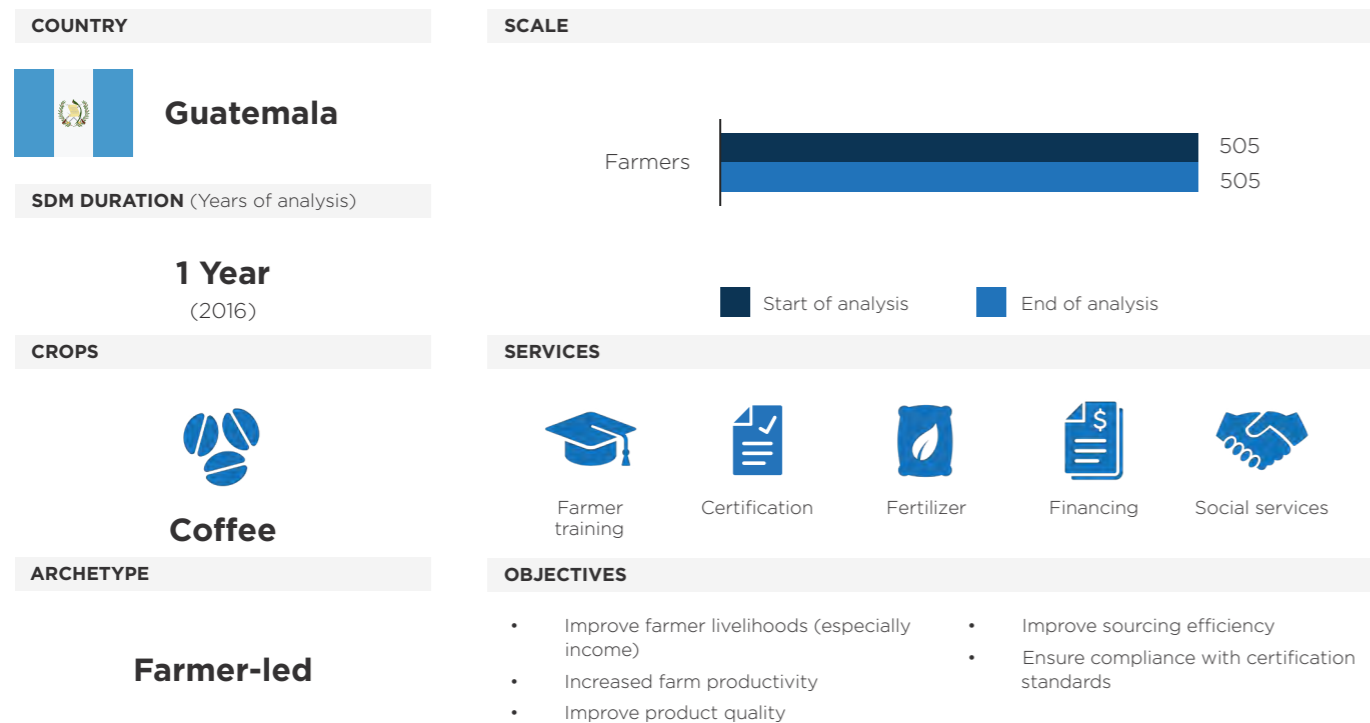 COUNTRY
Guatemala
SDM DURATION (Years of analysis)
1 Year
(2016)
CROPS
Coffee
ARCHETYPE
Farmer-led
SCALE
Farmers
505
505
Start of analysis
End of analysis
SERVICES
Farmer
training
Certification
Fertilizer
$
Financing
Social services
OBJECTIVES
• Improve farmer livelihoods (especially
income)
• Increased farm productivity
• Improve product quality
• Improve sourcing efficiency
• Ensure compliance with certification
standards